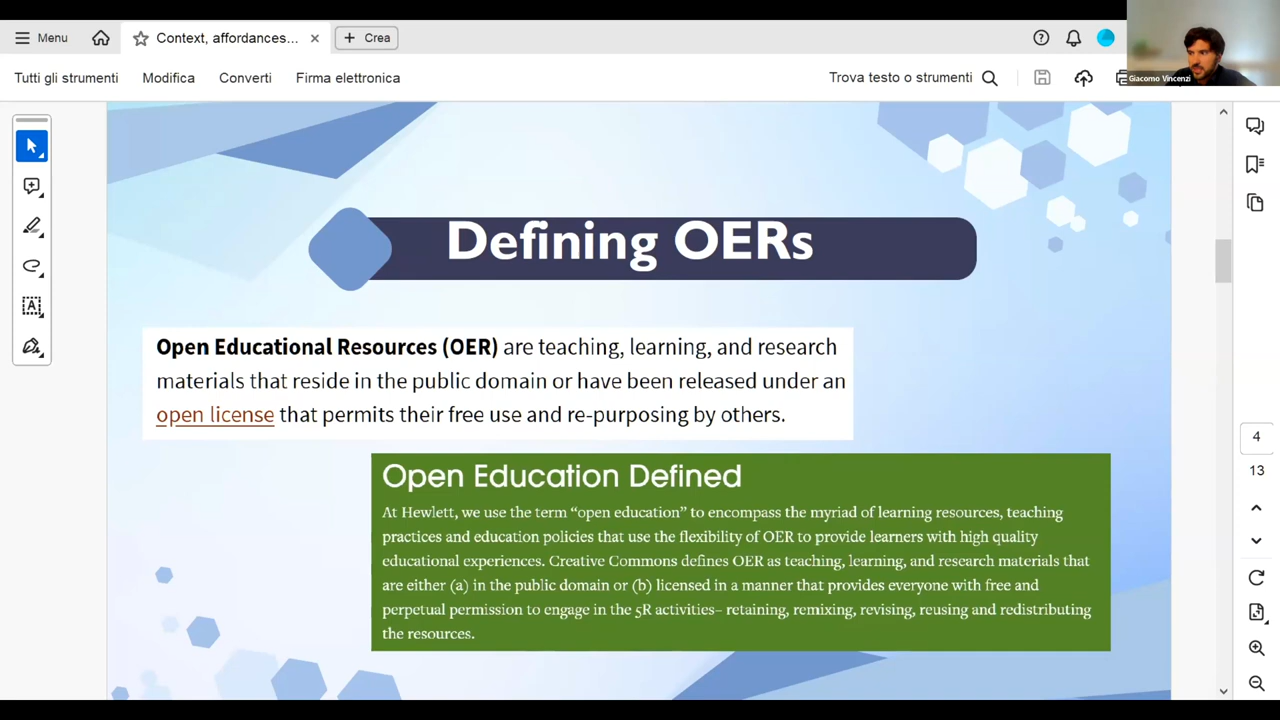 Menu
Context, affordances...
Crea
Tutti gli strumenti
Modifica
Converti
Firma elettronica
Trova testo o strumenti
Giacomo Vincenzi
Defining OERs
Open Educational Resources (OER) are teaching, learning, and research
materials that reside in the public domain or have been released under an
open license that permits their free use and re-purposing by others.
Open Education Defined
At Hewlett, we use the term “open education” to encompass the myriad of learning resources, teaching
practices and education policies that use the flexibility of OER to provide learners with high quality
educational experiences. Creative Commons defines OER as teaching, learning, and research materials that
are either (a) in the public domain or (b) licensed in a manner that provides everyone with free and
perpetual permission to engage in the 5R activities– retaining, remixing, revising, reusing and redistributing
the resources.
4
13